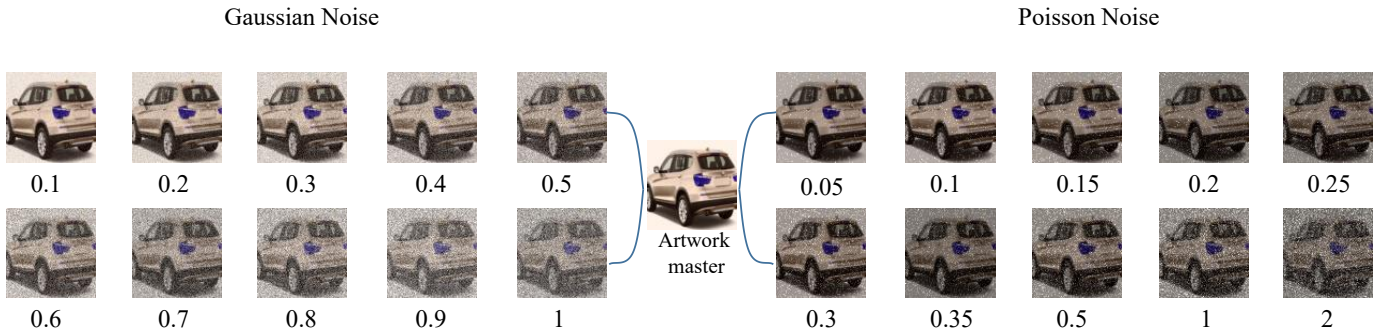 Gaussian Noise
Poisson Noise
0.1 0.2 0.3 0.4 0.5
0.05 0.1 0.15 0.2 0.25
Artwork
master
0.6 0.7 0.8 0.9 1
0.3 0.35 0.5 1 2